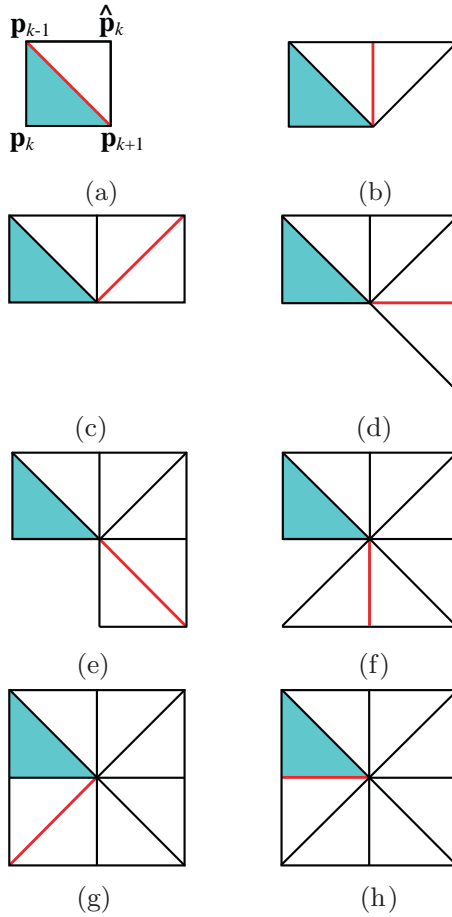 p_{k-1} p̂_k
p_k p_{k+1}
(a) (b)
(c) (d)
(e) (f)
(g) (h)